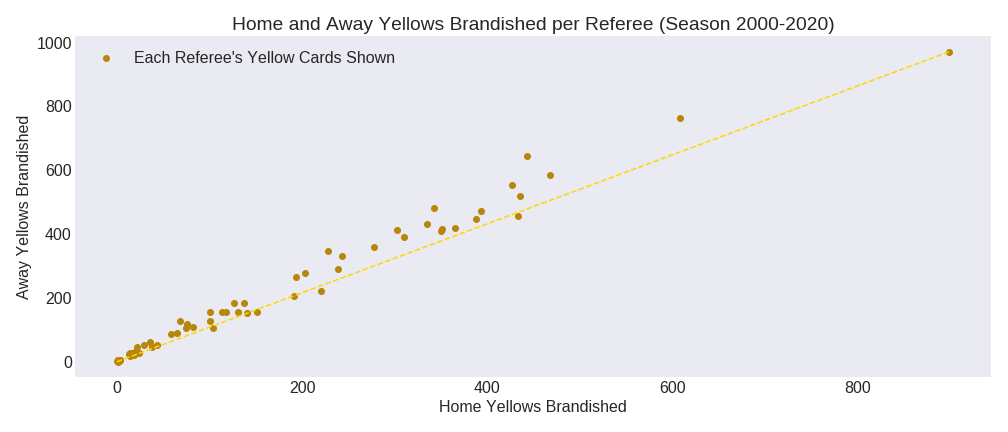 Home and Away Yellows Brandished per Referee (Season 2000-2020)
Each Referee's Yellow Cards Shown
Away Yellows Brandished
1000
800
600
400
200
0
0 200 400 600 800
Home Yellows Brandished